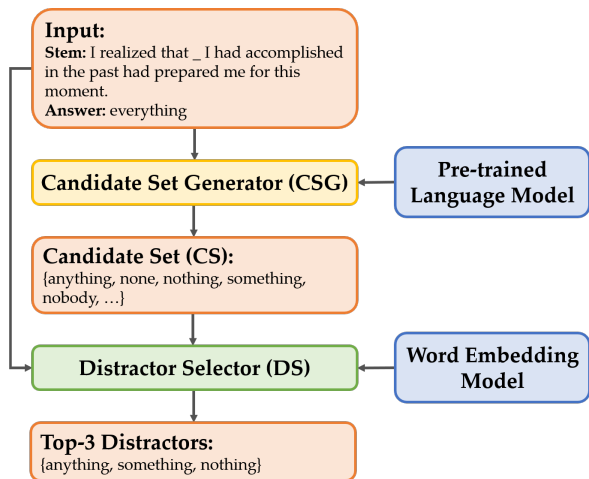 Input:
Stem: I realized that _ I had accomplished
in the past had prepared me for this
moment.
Answer: everything
Candidate Set Generator (CSG)
Pre-trained
Language Model
Candidate Set (CS):
{anything, none, nothing, something,
nobody, ...}
Distractor Selector (DS)
Word Embedding
Model
Top-3 Distractors:
{anything, something, nothing}